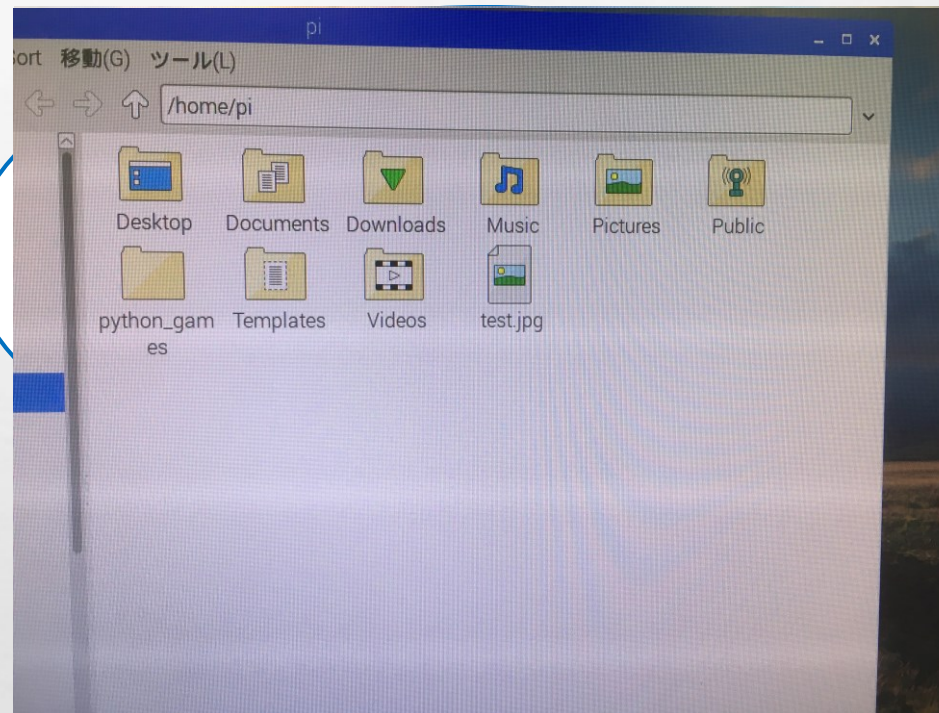 pi
Sort 移動(G) ツール(L)
/home/pi
Desktop Documents Downloads Music Pictures Public
python_gam
es
Templates Videos test.jpg